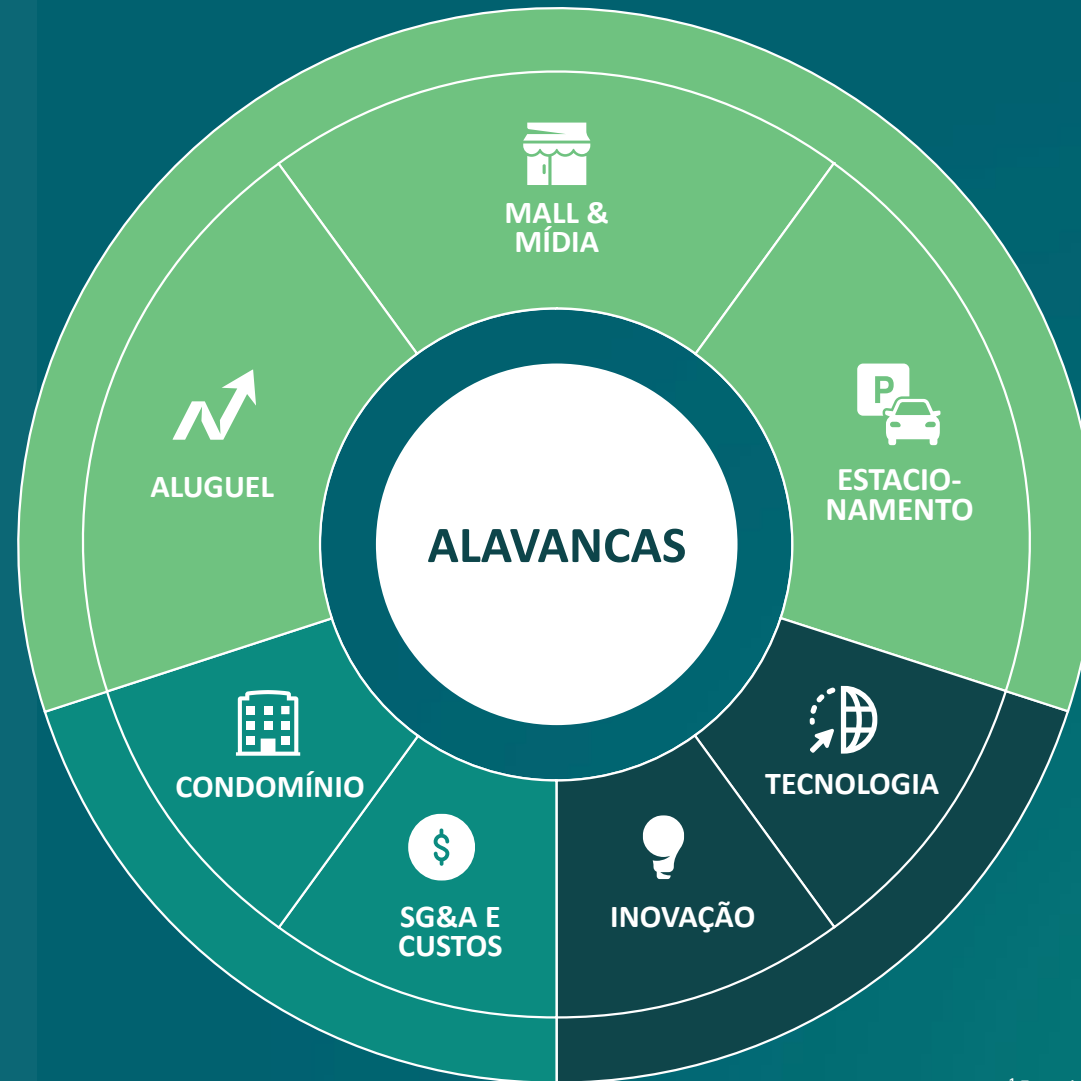 MALL &
MÍDIA
P
ALUGUEL
ESTACIO-
NAMENTO
ALAVANCAS
CONDOMÍNIO
TECNOLOGIA
$
SG&A E
CUSTOS
INOVAÇÃO